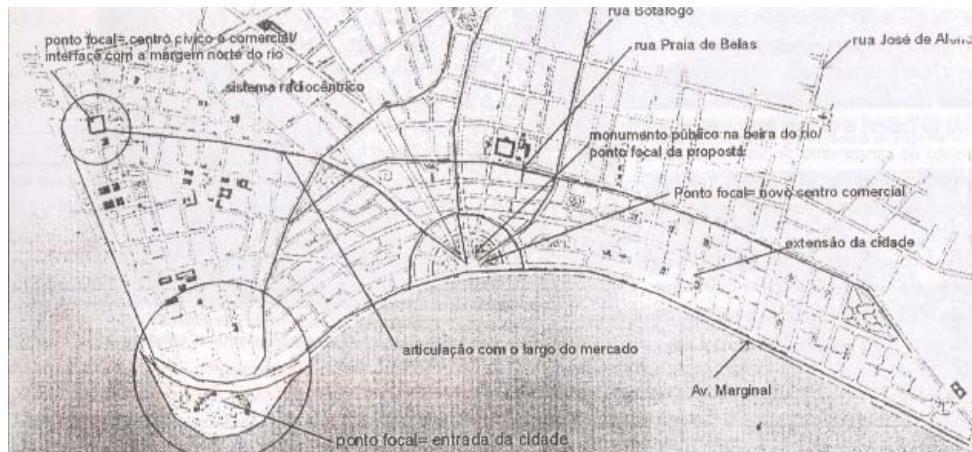 rua Botafogo
ponto focal= centro cívico e comercial/
interface com a margem norte do rio
rua Praia de Belas
rua José de
sistema radiocêntrico
monumento público na beira do rio/
ponto focal da proposta
Ponto focal= novo centro comercial
extensão da cidade
articulação com o largo do mercado
Av. Marginal
ponto focal= entrada da cidade